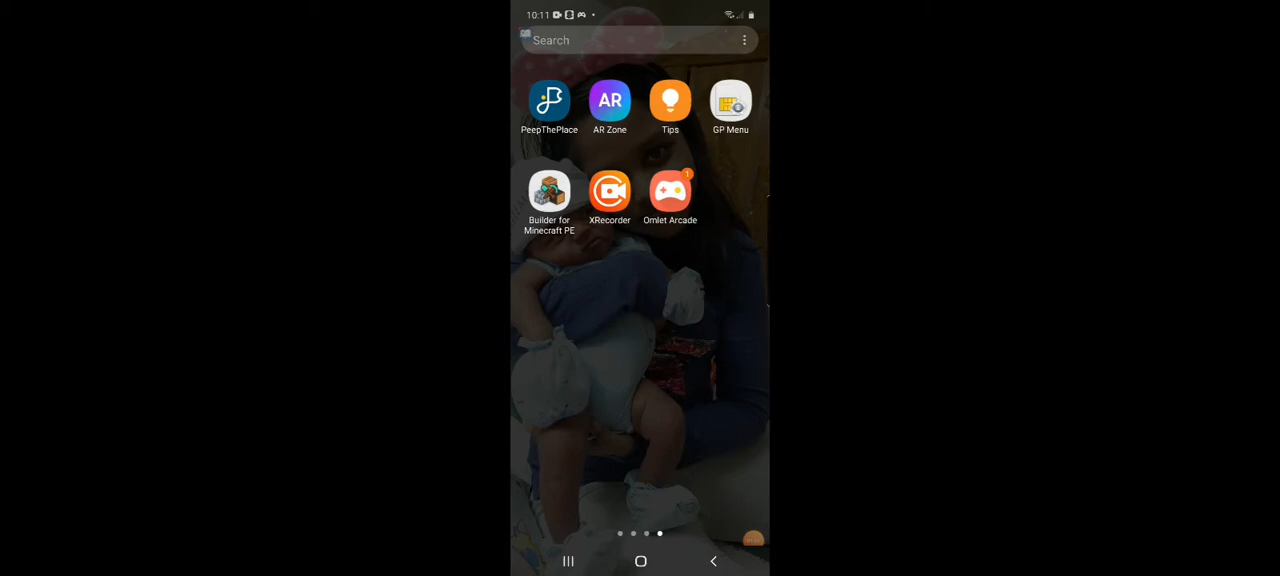 10:11
Search
PeepThePlace AR Zone Tips GP Menu
AR
1
Builder for XRecorder Omlet Arcade
Minecraft PE